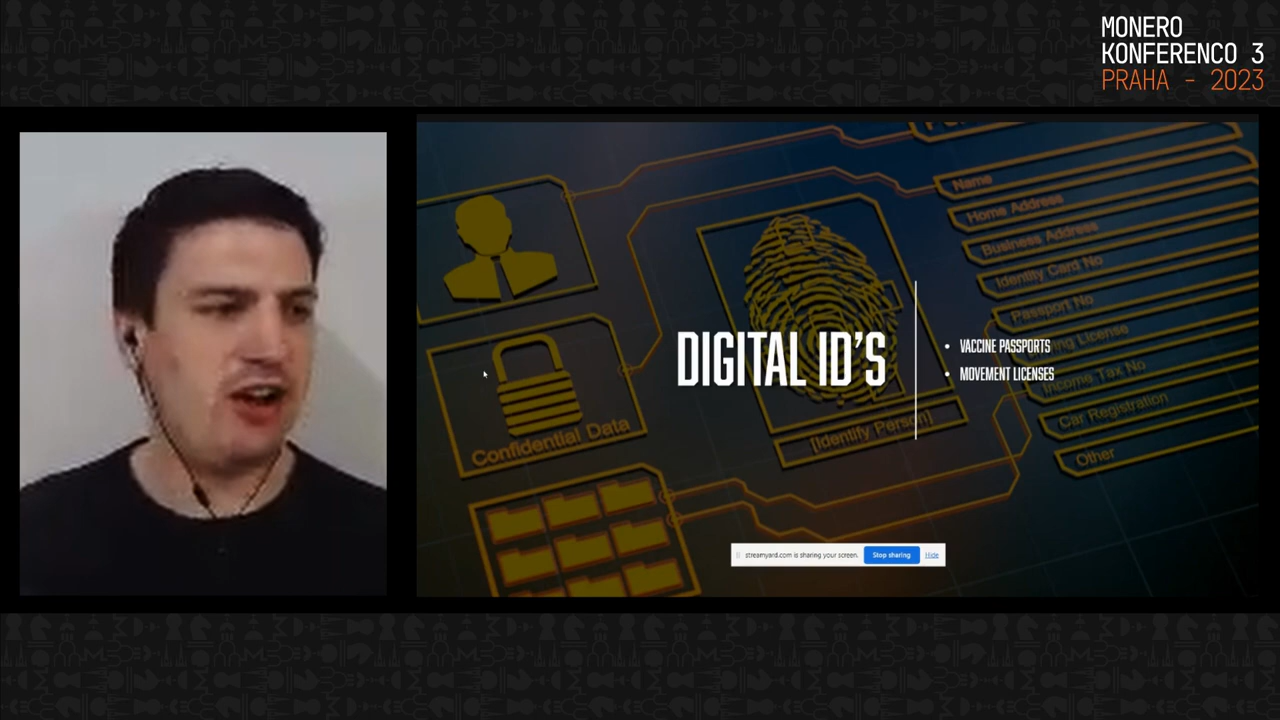 MONERO
KONFERENCO 3
PRAHA - 2023
Name
Home Address
Business Address
Identity Card No
Passport No
License
Income Tax No
Car Registration
Other
DIGITAL ID'S
• VACCINE PASSPORTS
• MOVEMENT LICENSES
[Identify Person]
Confidential Data
streamyard.com is sharing your screen.
Stop sharing
Hide